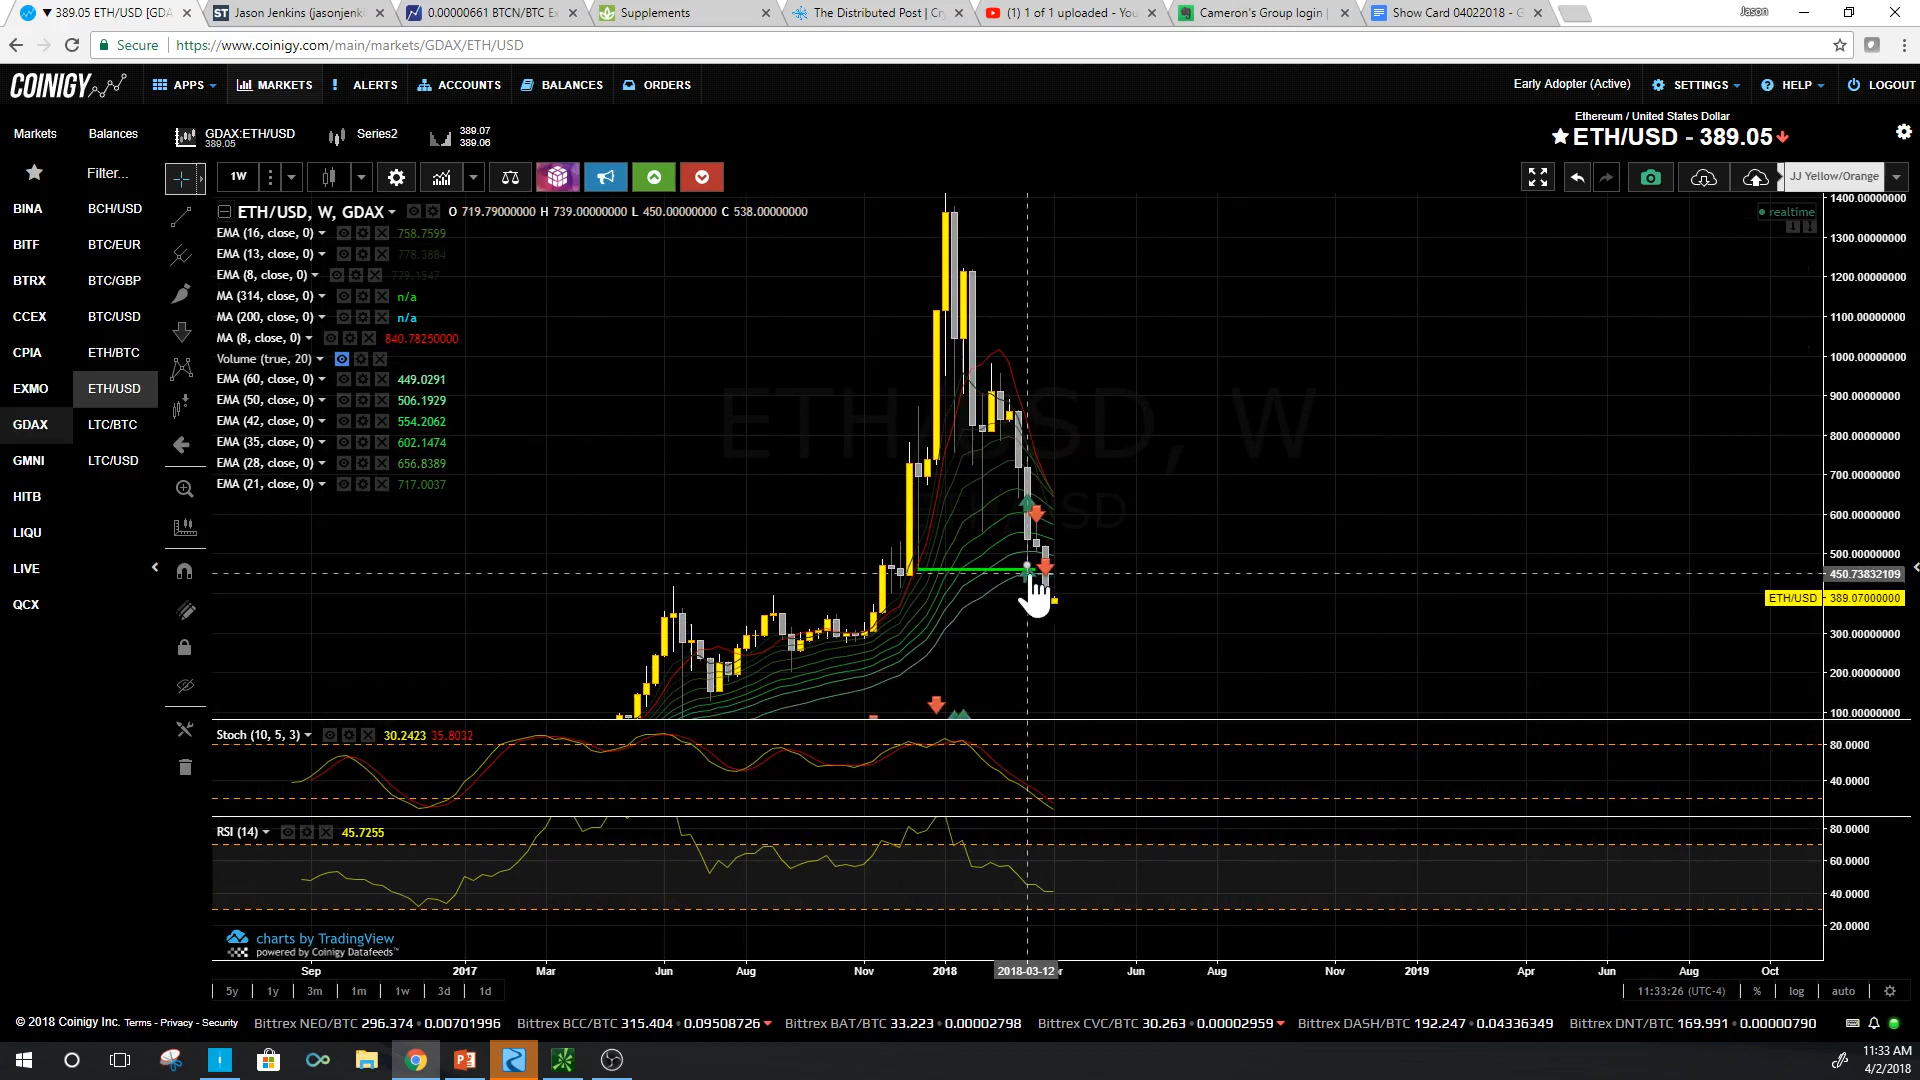 ▼ 389.05 ETH/USD [GDA
Jason Jenkins (jasonjenki
0.00000661 BTCN/BTC Ex
Supplements
The Distributed Post | Cr
(1) 1 of 1 uploaded - You
Cameron's Group login |
Show Card 04022018 - G
Jason
Secure https://www.coinigy.com/main/markets/GDAX/ETH/USD
COINIGY APPS MARKETS ALERTS ACCOUNTS BALANCES ORDERS Early Adopter (Active) SETTINGS HELP LOGOUT
Markets Balances GDAX:ETH/USD 389.05 Series2 389.07 389.06
Ethereum / United States Dollar
ETH/USD - 389.05
Filter...
1W
JJ Yellow/Orange
BINA BCH/USD
BITF BTC/EUR
BTRX BTC/GBP
CCEX BTC/USD
CPIA ETH/BTC
EXMO ETH/USD
GDAX LTC/BTC
GMNI LTC/USD
HITB
LIQU
LIVE
QCX
ETH/USD, W, GDAX O 719.79000000 H 739.00000000 L 450.00000000 C 538.00000000
realtime
EMA (16, close, 0) 758.7599
EMA (13, close, 0) 778.3884
EMA (8, close, 0) 779.1547
MA (314, close, 0) n/a
MA (200, close, 0) n/a
MA (8, close, 0) 840.78250000
Volume (true, 20)
EMA (60, close, 0) 449.0291
EMA (50, close, 0) 506.1929
EMA (42, close, 0) 554.2062
EMA (35, close, 0) 602.1474
EMA (28, close, 0) 656.8389
EMA (21, close, 0) 717.0037
ETH/USD, W
ETH/USD
1400.00000000
1300.00000000
1200.00000000
1100.00000000
1000.00000000
900.00000000
800.00000000
700.00000000
600.00000000
500.00000000
450.73832109
ETH/USD 389.07000000
300.00000000
200.00000000
100.00000000
Stoch (10, 5, 3) 30.2423 35.8032
80.0000
40.0000
RSI (14) 45.7255
80.0000
60.0000
40.0000
20.0000
charts by TradingView
powered by Coinigy Datafeeds™
Sep 2017 Mar Jun Aug Nov 2018 2018-03-12 Jun Aug Nov 2019 Apr Jun Aug Oct
5y 1y 3m 1m 1w 3d 1d 11:33:26 (UTC-4) % log auto
© 2018 Coinigy Inc. Terms - Privacy - Security Bittrex NEO/BTC 296.374 • 0.00701996 Bittrex BCC/BTC 315.404 • 0.09508726 Bittrex BAT/BTC 33.223 • 0.00002798 Bittrex CVC/BTC 30.263 • 0.00002959 Bittrex DASH/BTC 192.247 • 0.04336349 Bittrex DNT/BTC 169.991 • 0.00000790
11:33 AM
4/2/2018